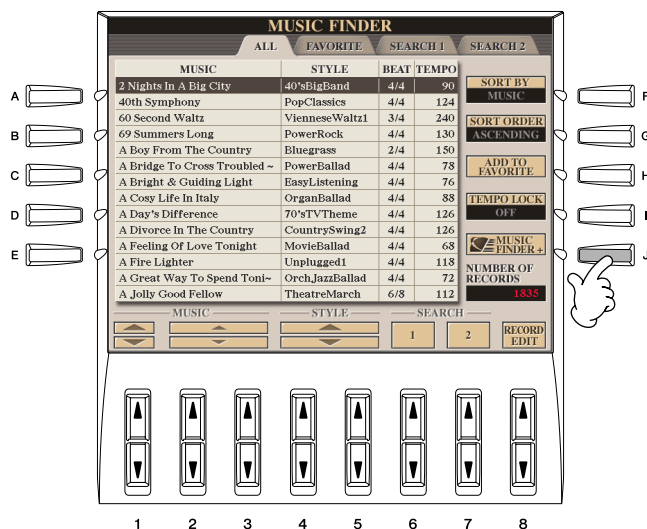 MUSIC FINDER
ALL FAVORITE SEARCH 1 SEARCH 2
MUSIC STYLE BEAT TEMPO
2 Nights In A Big City 40'sBigBand 4/4 90
40th Symphony PopClassics 4/4 124
60 Second Waltz VienneseWaltz1 3/4 240
69 Summers Long PowerRock 4/4 130
A Boy From The Country Bluegrass 2/4 150
A Bridge To Cross Troubled ~ PowerBallad 4/4 78
A Bright & Guiding Light EasyListening 4/4 76
A Cosy Life In Italy OrganBallad 4/4 88
A Day's Difference 70'sTVTheme 4/4 126
A Divorce In The Country CountrySwing2 4/4 126
A Feeling Of Love Tonight MovieBallad 4/4 68
A Fire Lighter Unplugged1 4/4 118
A Great Way To Spend Toni~ OrchJazzBallad 4/4 72
A Jolly Good Fellow TheatreMarch 6/8 112
SORT BY
MUSIC
SORT ORDER
ASCENDING
ADD TO
FAVORITE
TEMPO LOCK
OFF
MUSIC
FINDER+
NUMBER OF
RECORDS
1835
MUSIC STYLE SEARCH
1 2 RECORD
EDIT
A
B
C
D
E
F
G
H
I
J
1 2 3 4 5 6 7 8